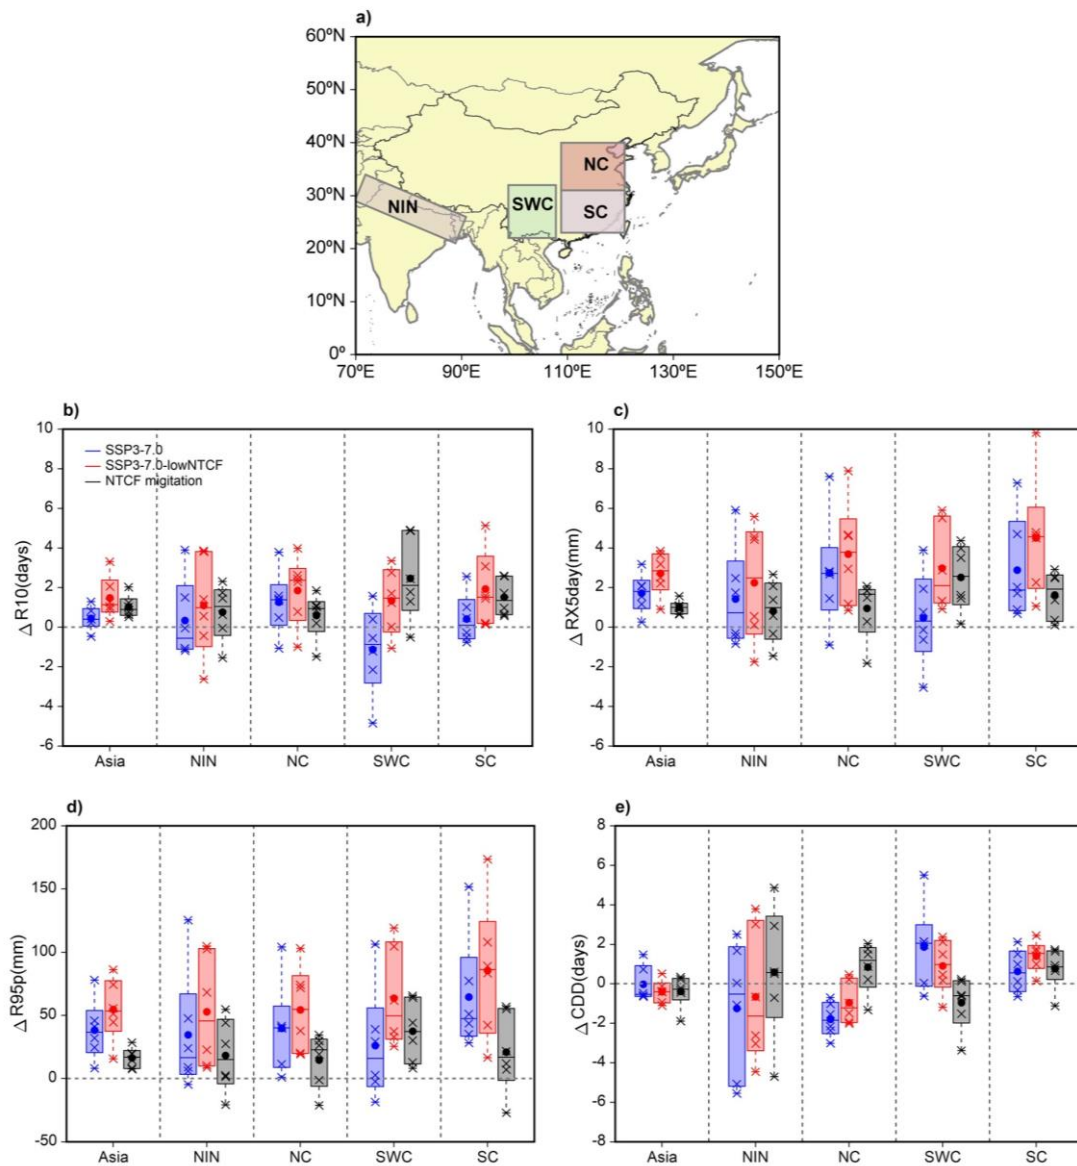 a)
60ºN
50ºN
40ºN
30ºN
20ºN
10ºN
0º
NC
NIN
SWC
SC
70ºE
90ºE
110ºE
130ºE
150ºE
b)
10
8
6
4
2
0
-2
-4
-6
Δ R10(days)
SSP3-7.0
SSP3-7.0-lowNTCF
NTCF migitation
Asia
NIN
NC
SWC
SC
c)
10
8
6
4
2
0
-2
-4
-6
Δ RX5day(mm)
Asia
NIN
NC
SWC
SC
d)
200
150
100
50
0
-50
Δ R95p(mm)
Asia
NIN
NC
SWC
SC
e)
8
6
4
2
0
-2
-4
-6
-8
ΔCDD(days)
Asia
NIN
NC
SWC
SC